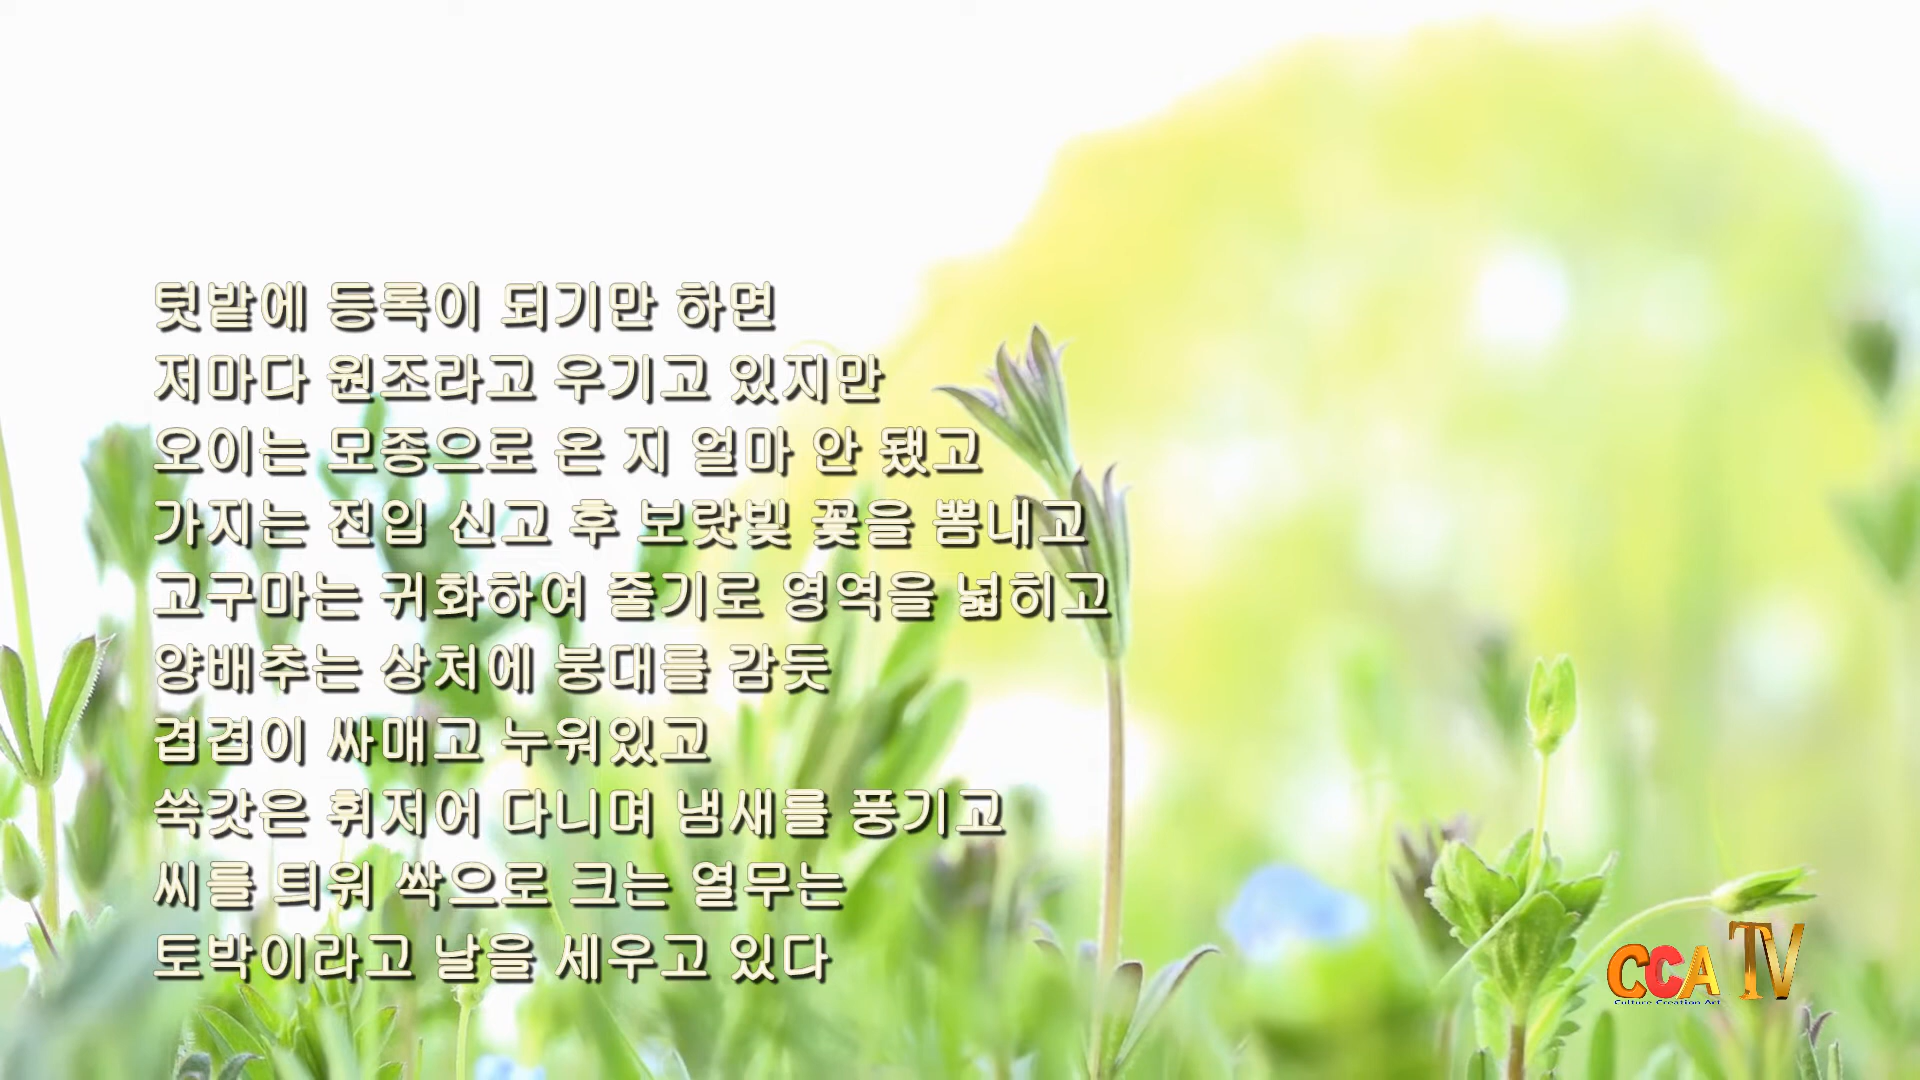 텃밭에 등록이 되기만 하면
저마다 원조라고 우기고 있지만
오이는 모종으로 온 지 얼마 안 됐고
가지는 전입 신고 후 보랏빛 꽃을 뽐내고
고구마는 귀화하여 줄기로 영역을 넓히고
양배추는 상처에 붕대를 감듯
겹겹이 싸매고 누워있고
쑥갓은 휘저어 다니며 냄새를 풍기고
씨를 틔워 싹으로 크는 열무는
토박이라고 날을 세우고 있다
CCA TV
Culture Creation Art